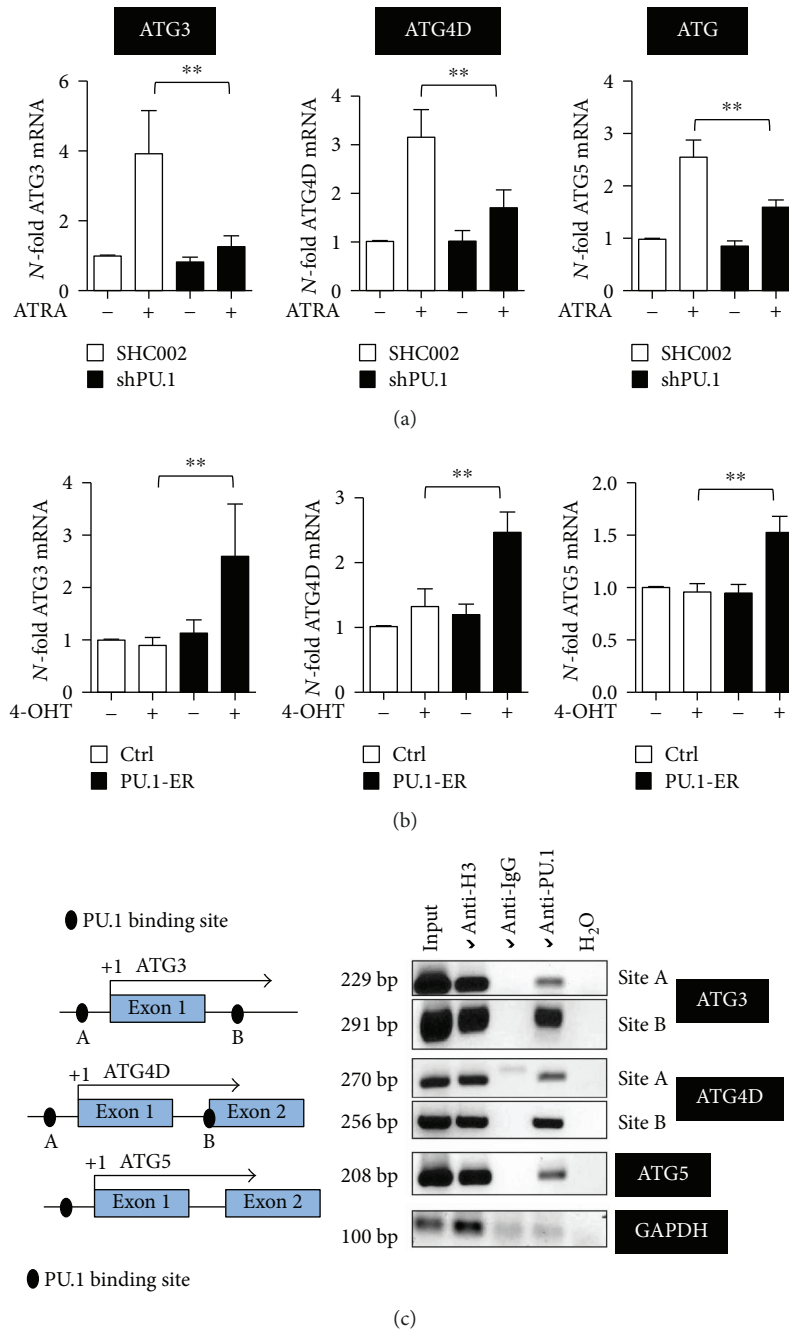 ATG3
ATG4D
ATG
N-fold ATG3 mRNA
6
4
2
0
N-fold ATG4D mRNA
4
3
2
1
0
N-fold ATG5 mRNA
4
3
2
1
0
**
**
**
ATRA – + – +
– + – +
– + – +
SHC002
shPU.1
SHC002
shPU.1
SHC002
shPU.1
(a)
N-fold ATG3 mRNA
4
3
2
1
0
N-fold ATG4D mRNA
3
2
1
0
N-fold ATG5 mRNA
2.0
1.5
1.0
0.5
0.0
**
**
**
4-OHT – + – +
4-OHT – + – +
4-OHT – + – +
Ctrl
PU.1-ER
Ctrl
PU.1-ER
Ctrl
PU.1-ER
(b)
PU.1 binding site
+1 ATG3
Exon 1
A B
+1 ATG4D
Exon 1 Exon 2
A B
+1 ATG5
Exon 1 Exon 2
PU.1 binding site
Input
✓ Anti-H3
✓ Anti-IgG
✓ Anti-PU.1
H₂O
229 bp Site A
ATG3
291 bp Site B
270 bp Site A
ATG4D
256 bp Site B
208 bp ATG5
100 bp GAPDH
(c)